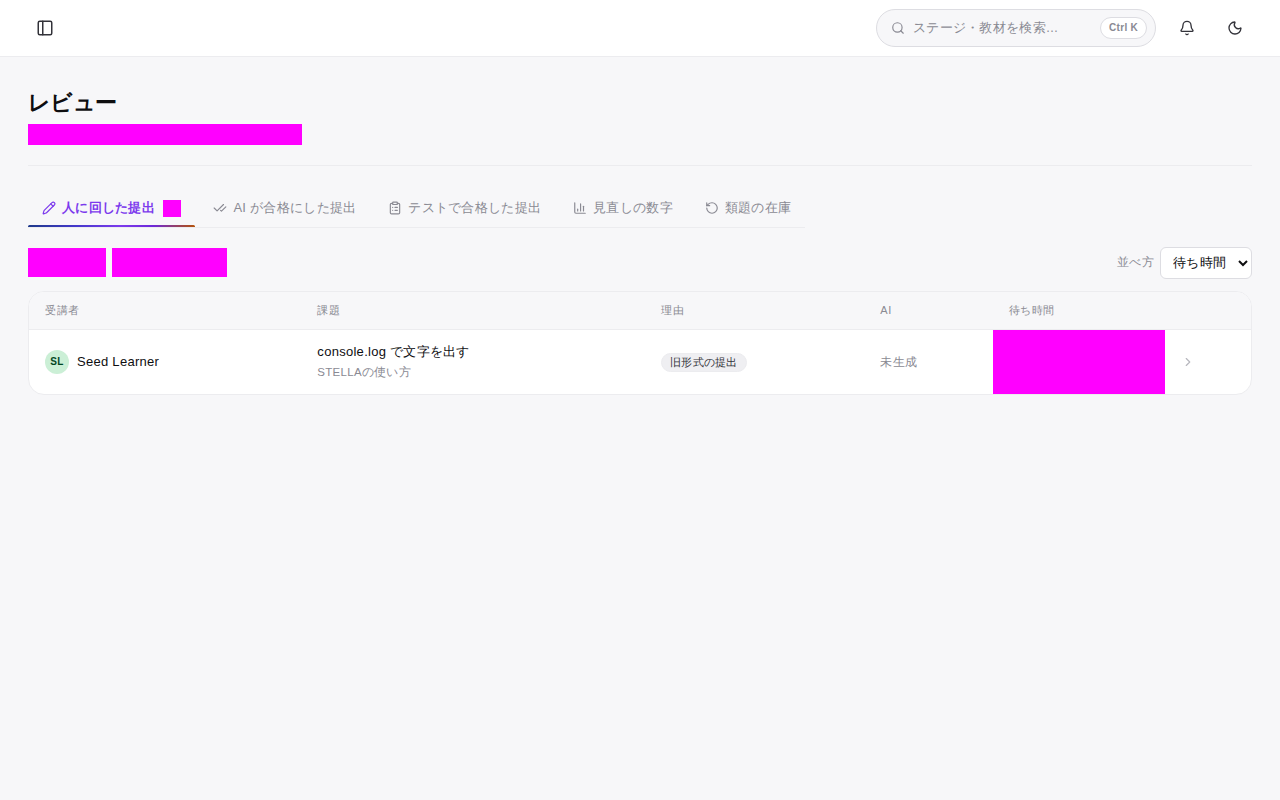 ステージ・教材を検索...
Ctrl K
レビュー
人に回した提出
AI が合格にした提出
テストで合格した提出
見直しの数字
類題の在庫
並べ方
待ち時間
受講者
課題
理由
AI
待ち時間
SL
Seed Learner
console.log で文字を出す
STELLAの使い方
旧形式の提出
未生成